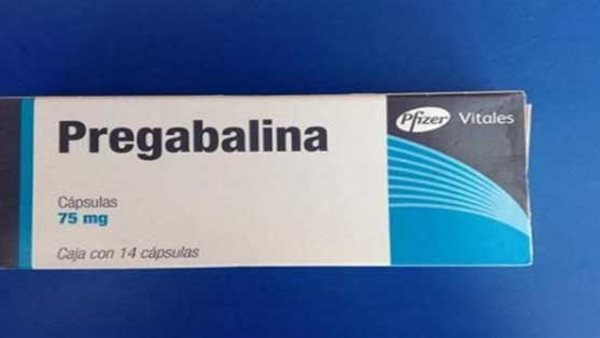 Pregabalina
Pfizer Vitales
Cápsulas
75 mg
Caja con 14 cápsulas